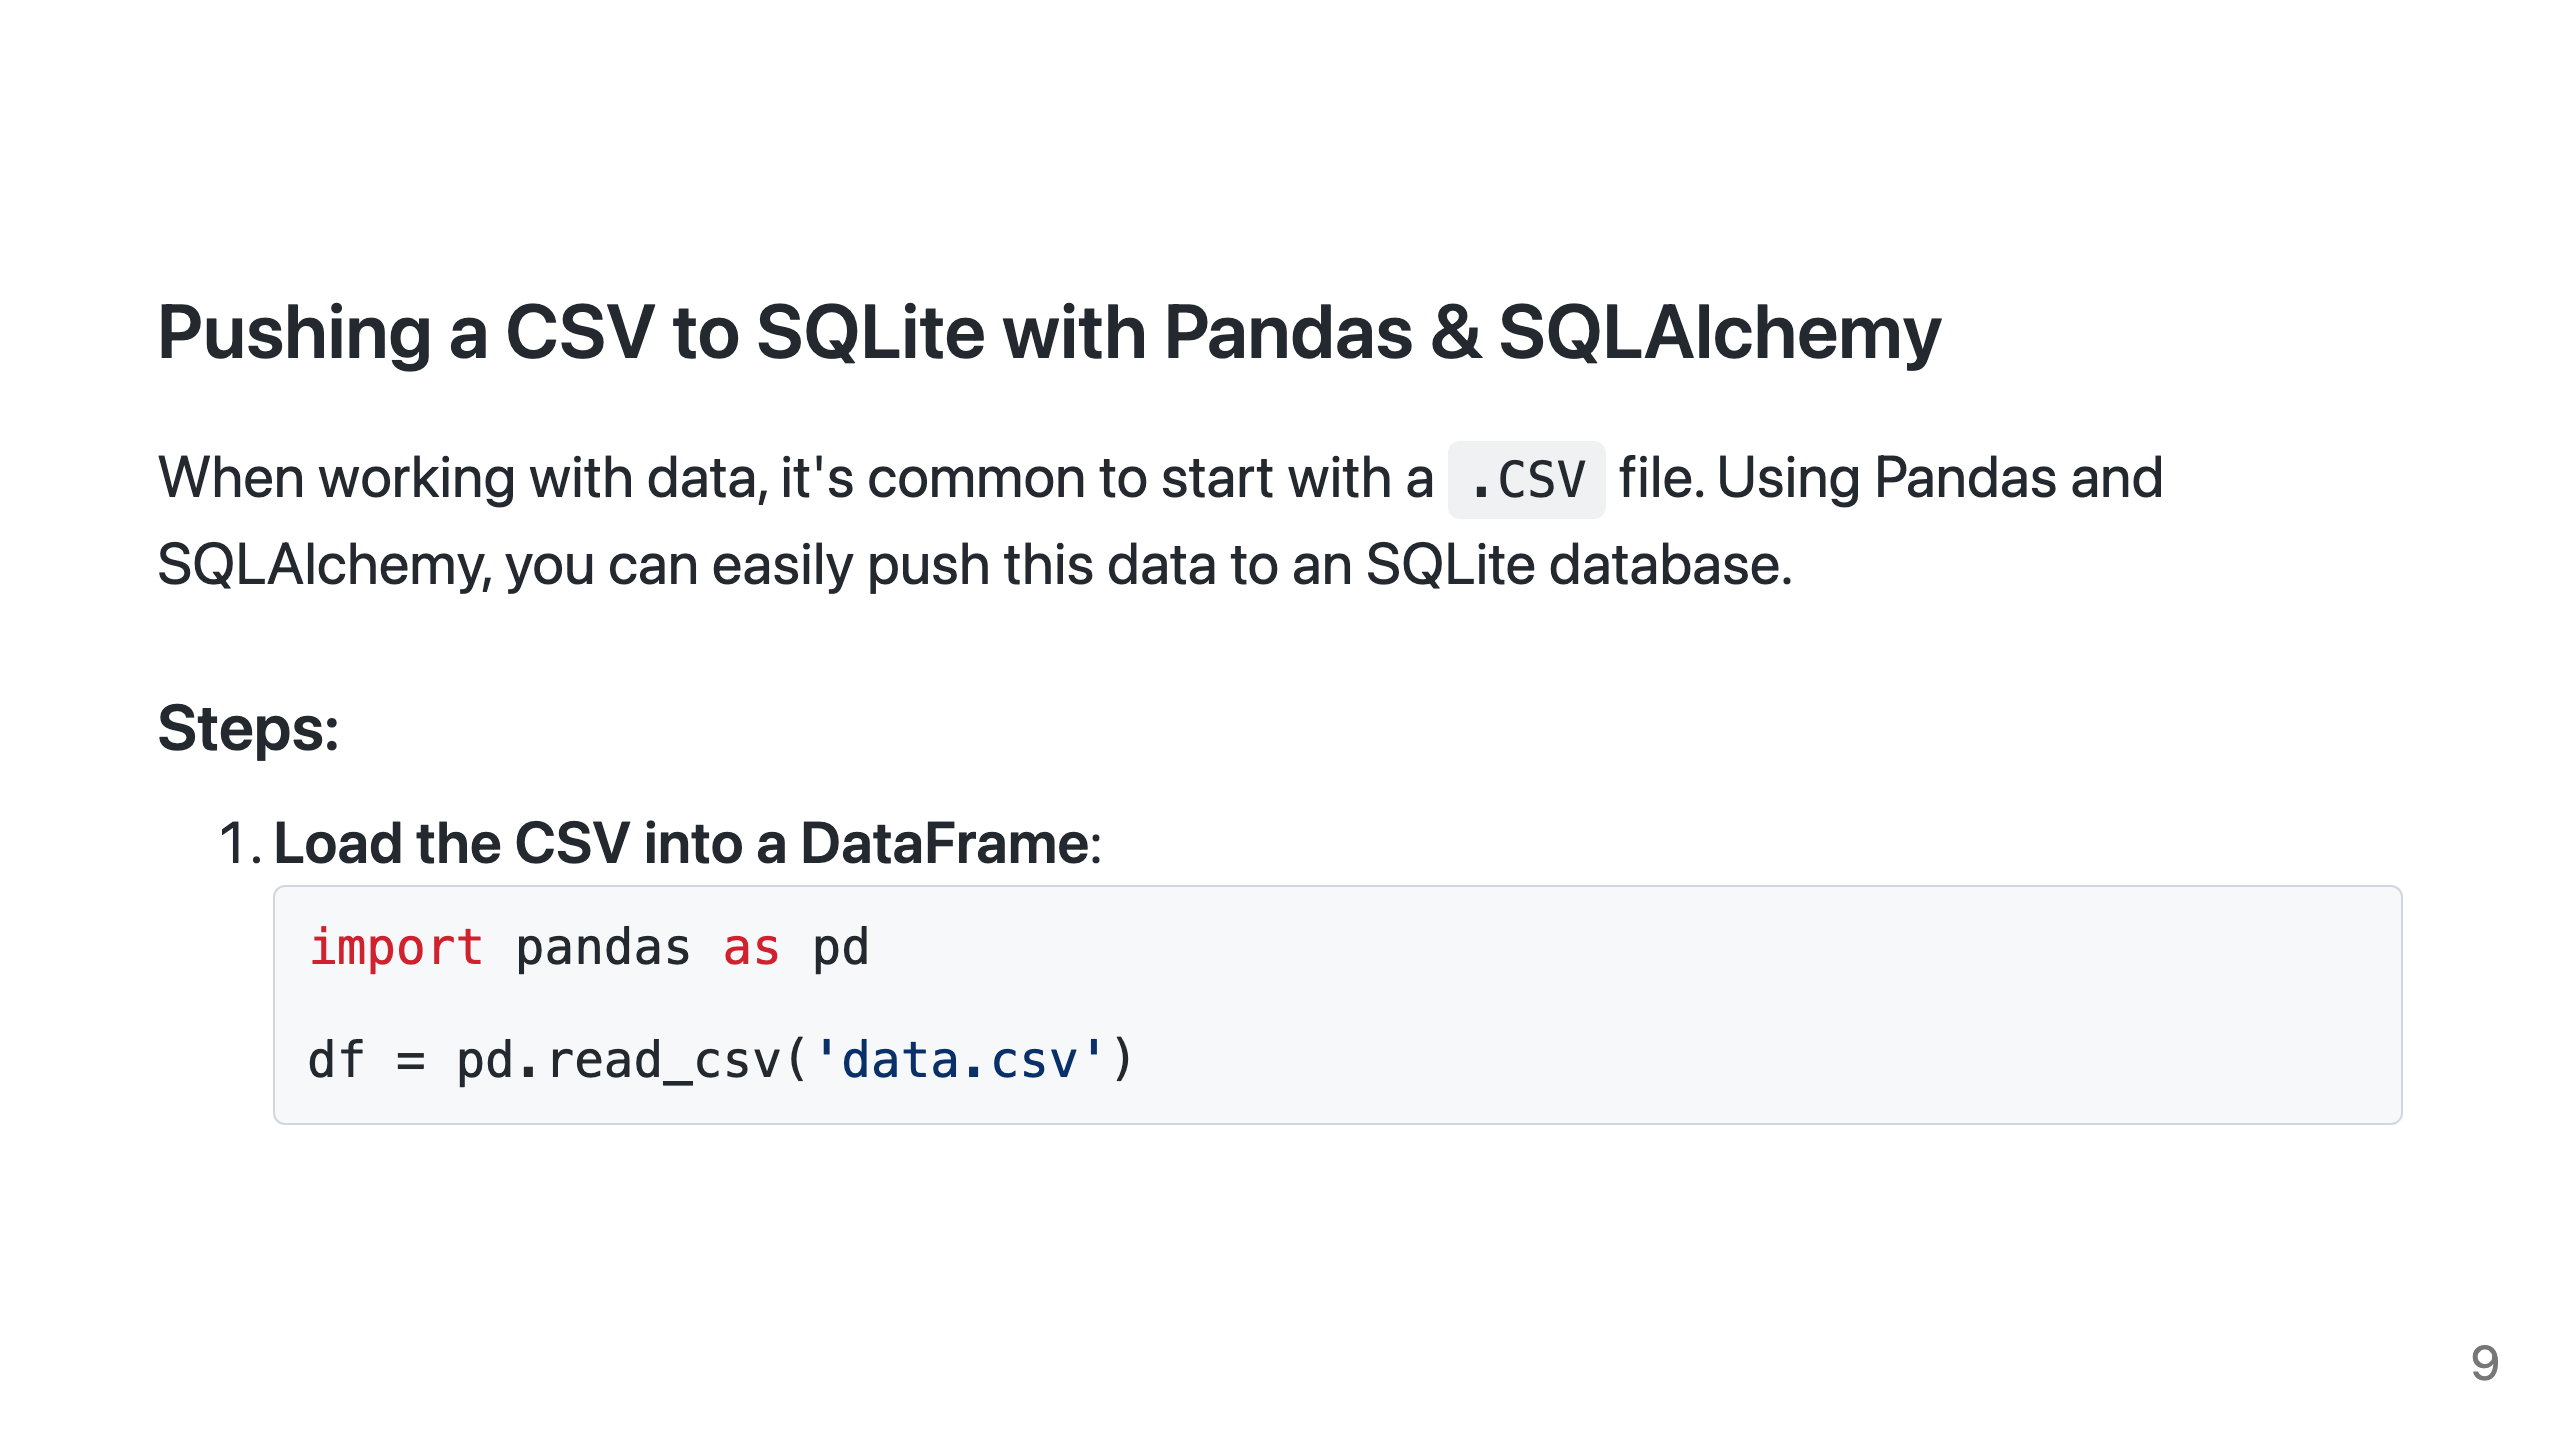 Pushing a CSV to SQLite with Pandas & SQLAlchemy
When working with data, it's common to start with a .CSV file. Using Pandas and
SQLAlchemy, you can easily push this data to an SQLite database.
Steps:
1. Load the CSV into a DataFrame:
import pandas as pd
df = pd.read_csv('data.csv')
9